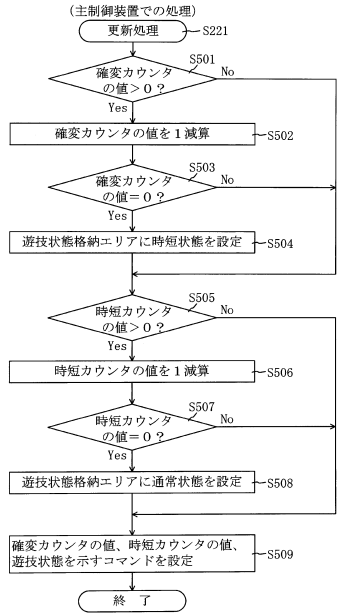 (主制御装置での処理)
更新処理
S221
S501
確変カウンタ
の値>0?
No
Yes
確変カウンタの値を1減算
S502
S503
確変カウンタ
の値=0?
No
Yes
遊技状態格納エリアに時短状態を設定
S504
S505
時短カウンタ
の値>0?
No
Yes
時短カウンタの値を1減算
S506
S507
時短カウンタ
の値=0?
No
Yes
遊技状態格納エリアに通常状態を設定
S508
確変カウンタの値、時短カウンタの値、
遊技状態を示すコマンドを設定
S509
終了